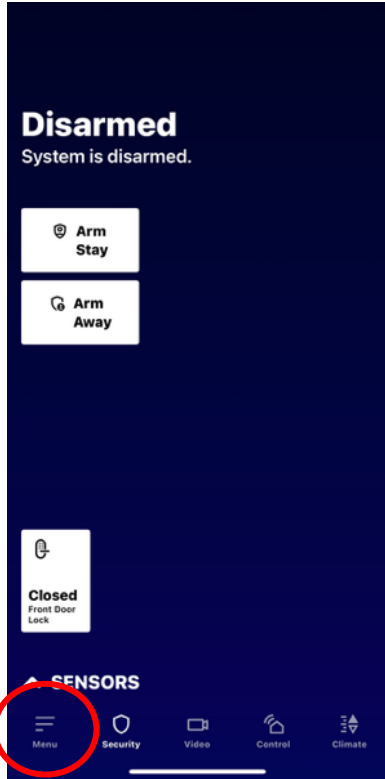 Disarmed
System is disarmed.
Arm
Stay
Arm
Away
Closed
Front Door
Lock
SENSORS
Menu Security Video Control Climate